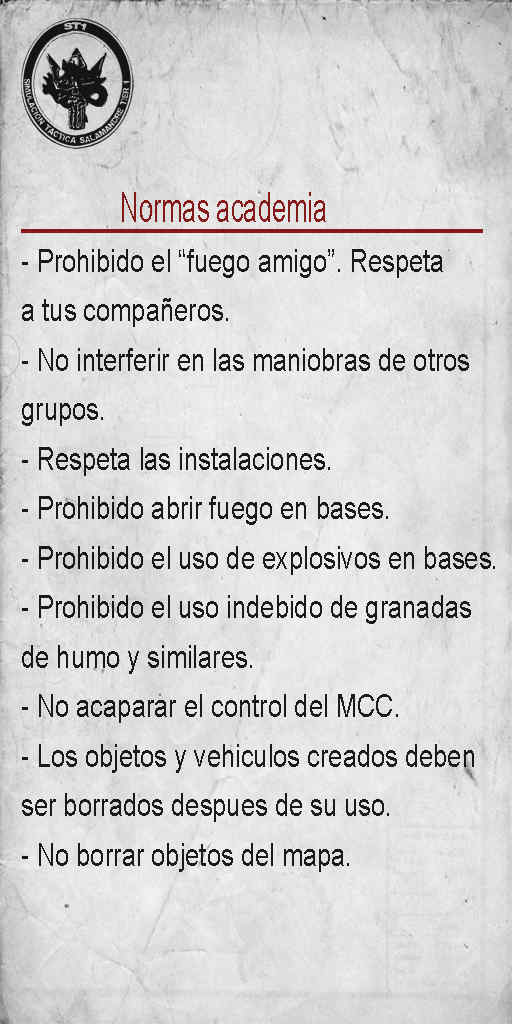 ST1
SIMULACION TACTICA SALAMANDRE TIER 1
Normas academia
- Prohibido el “fuego amigo”. Respeta
a tus compañeros.
- No interferir en las maniobras de otros
grupos.
- Respeta las instalaciones.
- Prohibido abrir fuego en bases.
- Prohibido el uso de explosivos en bases.
- Prohibido el uso indebido de granadas
de humo y similares.
- No acaparar el control del MCC.
- Los objetos y vehiculos creados deben
ser borrados despues de su uso.
- No borrar objetos del mapa.